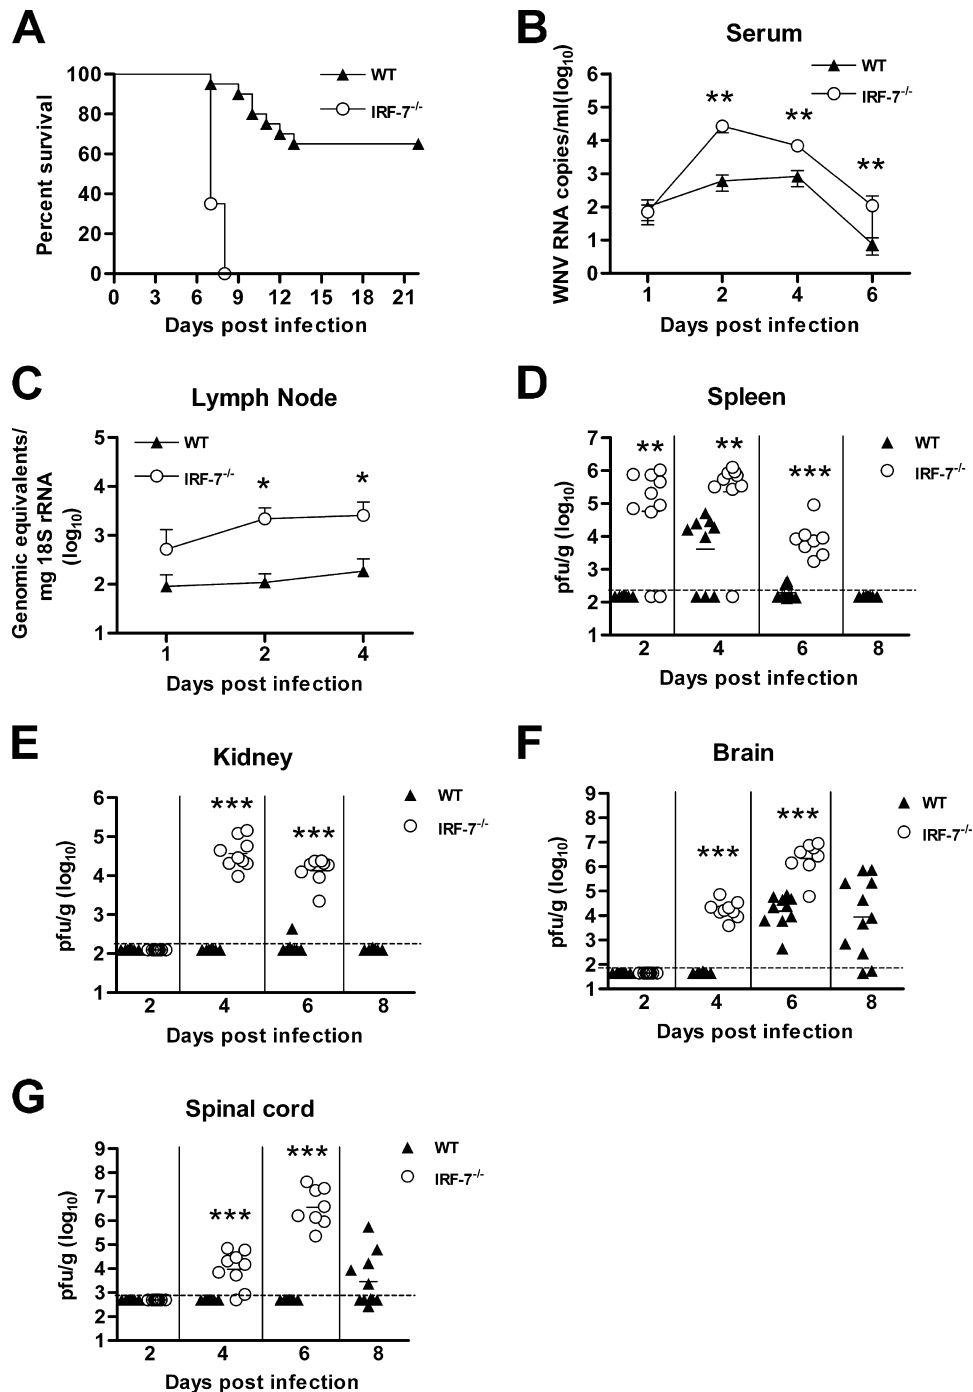 A
WT
IRF-7-/-
Percent survival
100
80
60
40
20
0
0 3 6 9 12 15 18 21
Days post infection
B
Serum
WT
IRF-7-/-
WNV RNA copies/ml(log10)
6
5
4
3
2
1
0
** ** **
1 2 4 6
Days post infection
C
Lymph Node
WT
IRF-7-/-
Genomic equivalents/
mg 18S rRNA
(log10)
5
4
3
2
1
* *
1 2 4
Days post infection
D
Spleen
WT
IRF-7-/-
pfu/g (log10)
7
6
5
4
3
2
1
** ** ***
2 4 6 8
Days post infection
E
Kidney
WT
IRF-7-/-
pfu/g (log10)
6
5
4
3
2
1
*** ***
2 4 6 8
Days post infection
F
Brain
WT
IRF-7-/-
pfu/g (log10)
9
7
6
5
4
3
2
1
*** ***
2 4 6 8
Days post infection
G
Spinal cord
WT
IRF-7-/-
pfu/g (log10)
9
8
7
6
5
4
3
2
1
*** ***
2 4 6 8
Days post infection